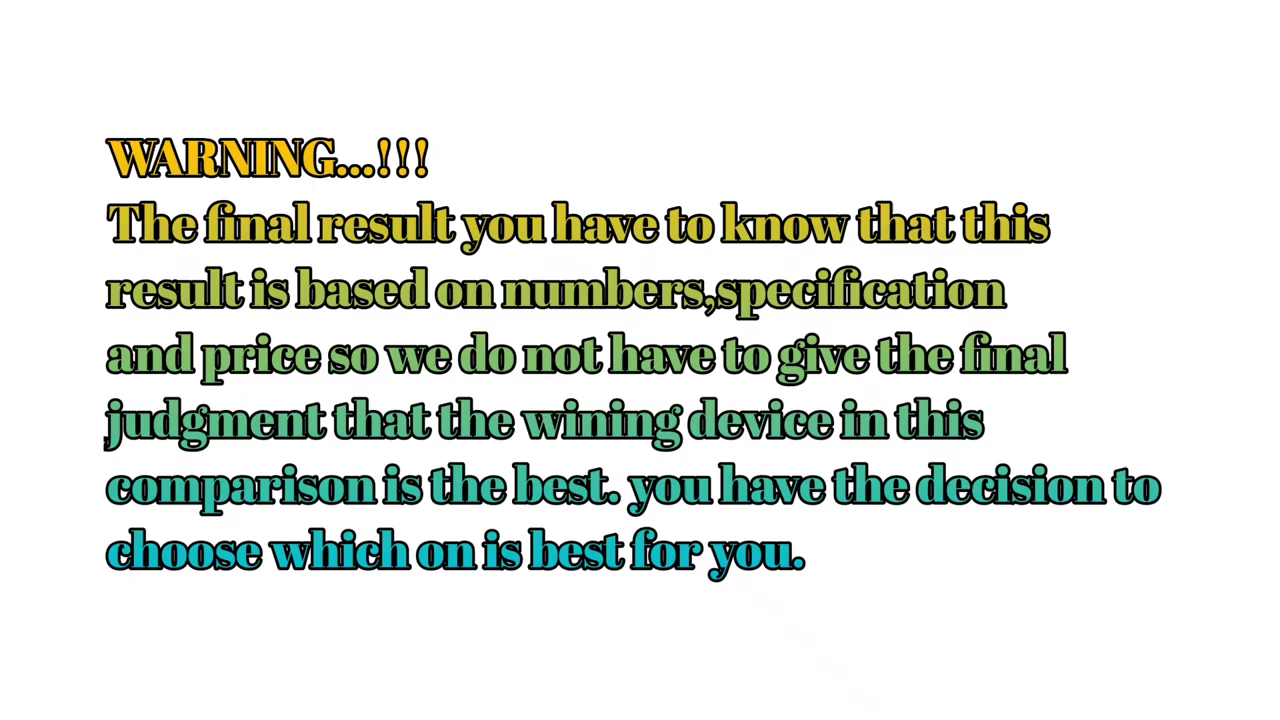 WARNING...!!!
The final result you have to know that this
result is based on numbers,specification
and price so we do not have to give the final
judgment that the wining device in this
comparison is the best. you have the decision to
choose which on is best for you.